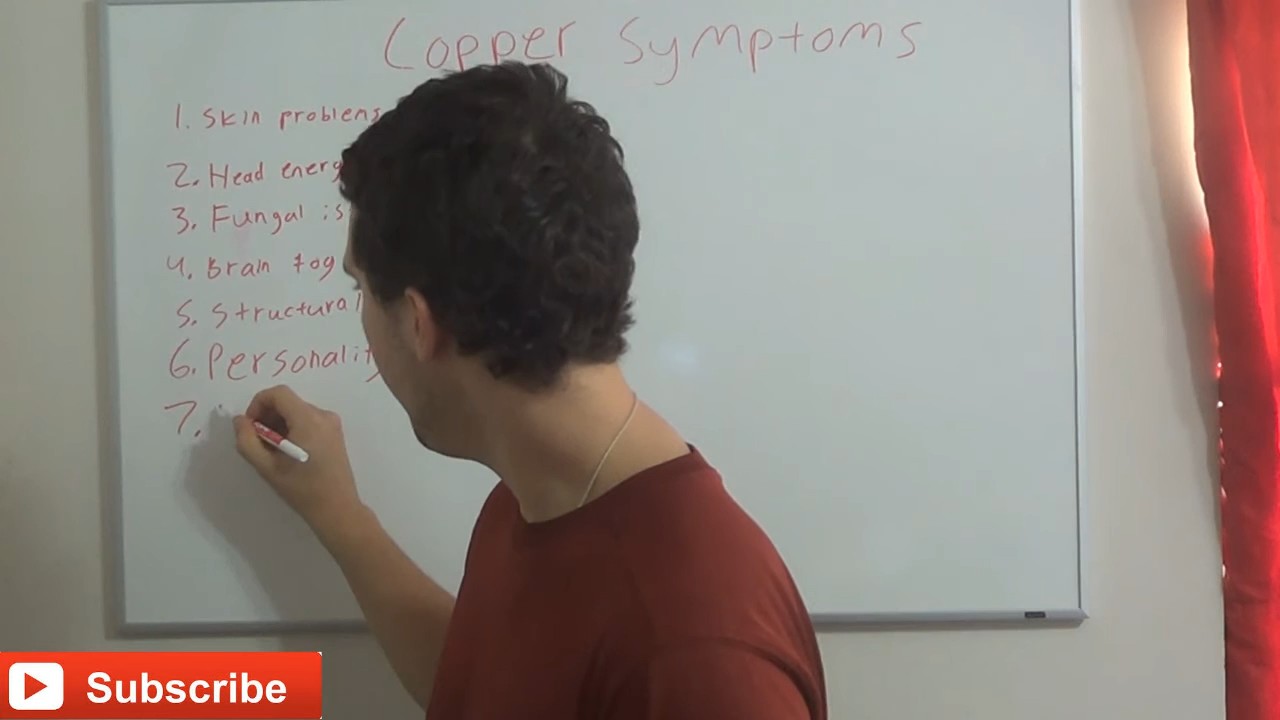 Copper Symptoms
1. Skin problems
2. Head energ
3. Fungal is
4. Brain fog
5. Structural
6. Personality
7.
Subscribe